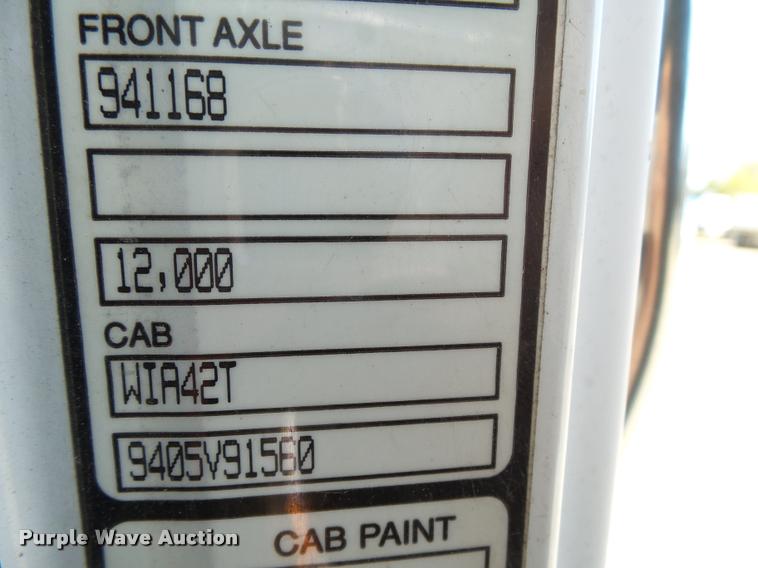 FRONT AXLE
941168
12,000
CAB
WIA42T
9405V91560
CAB PAINT
Purple Wave Auction